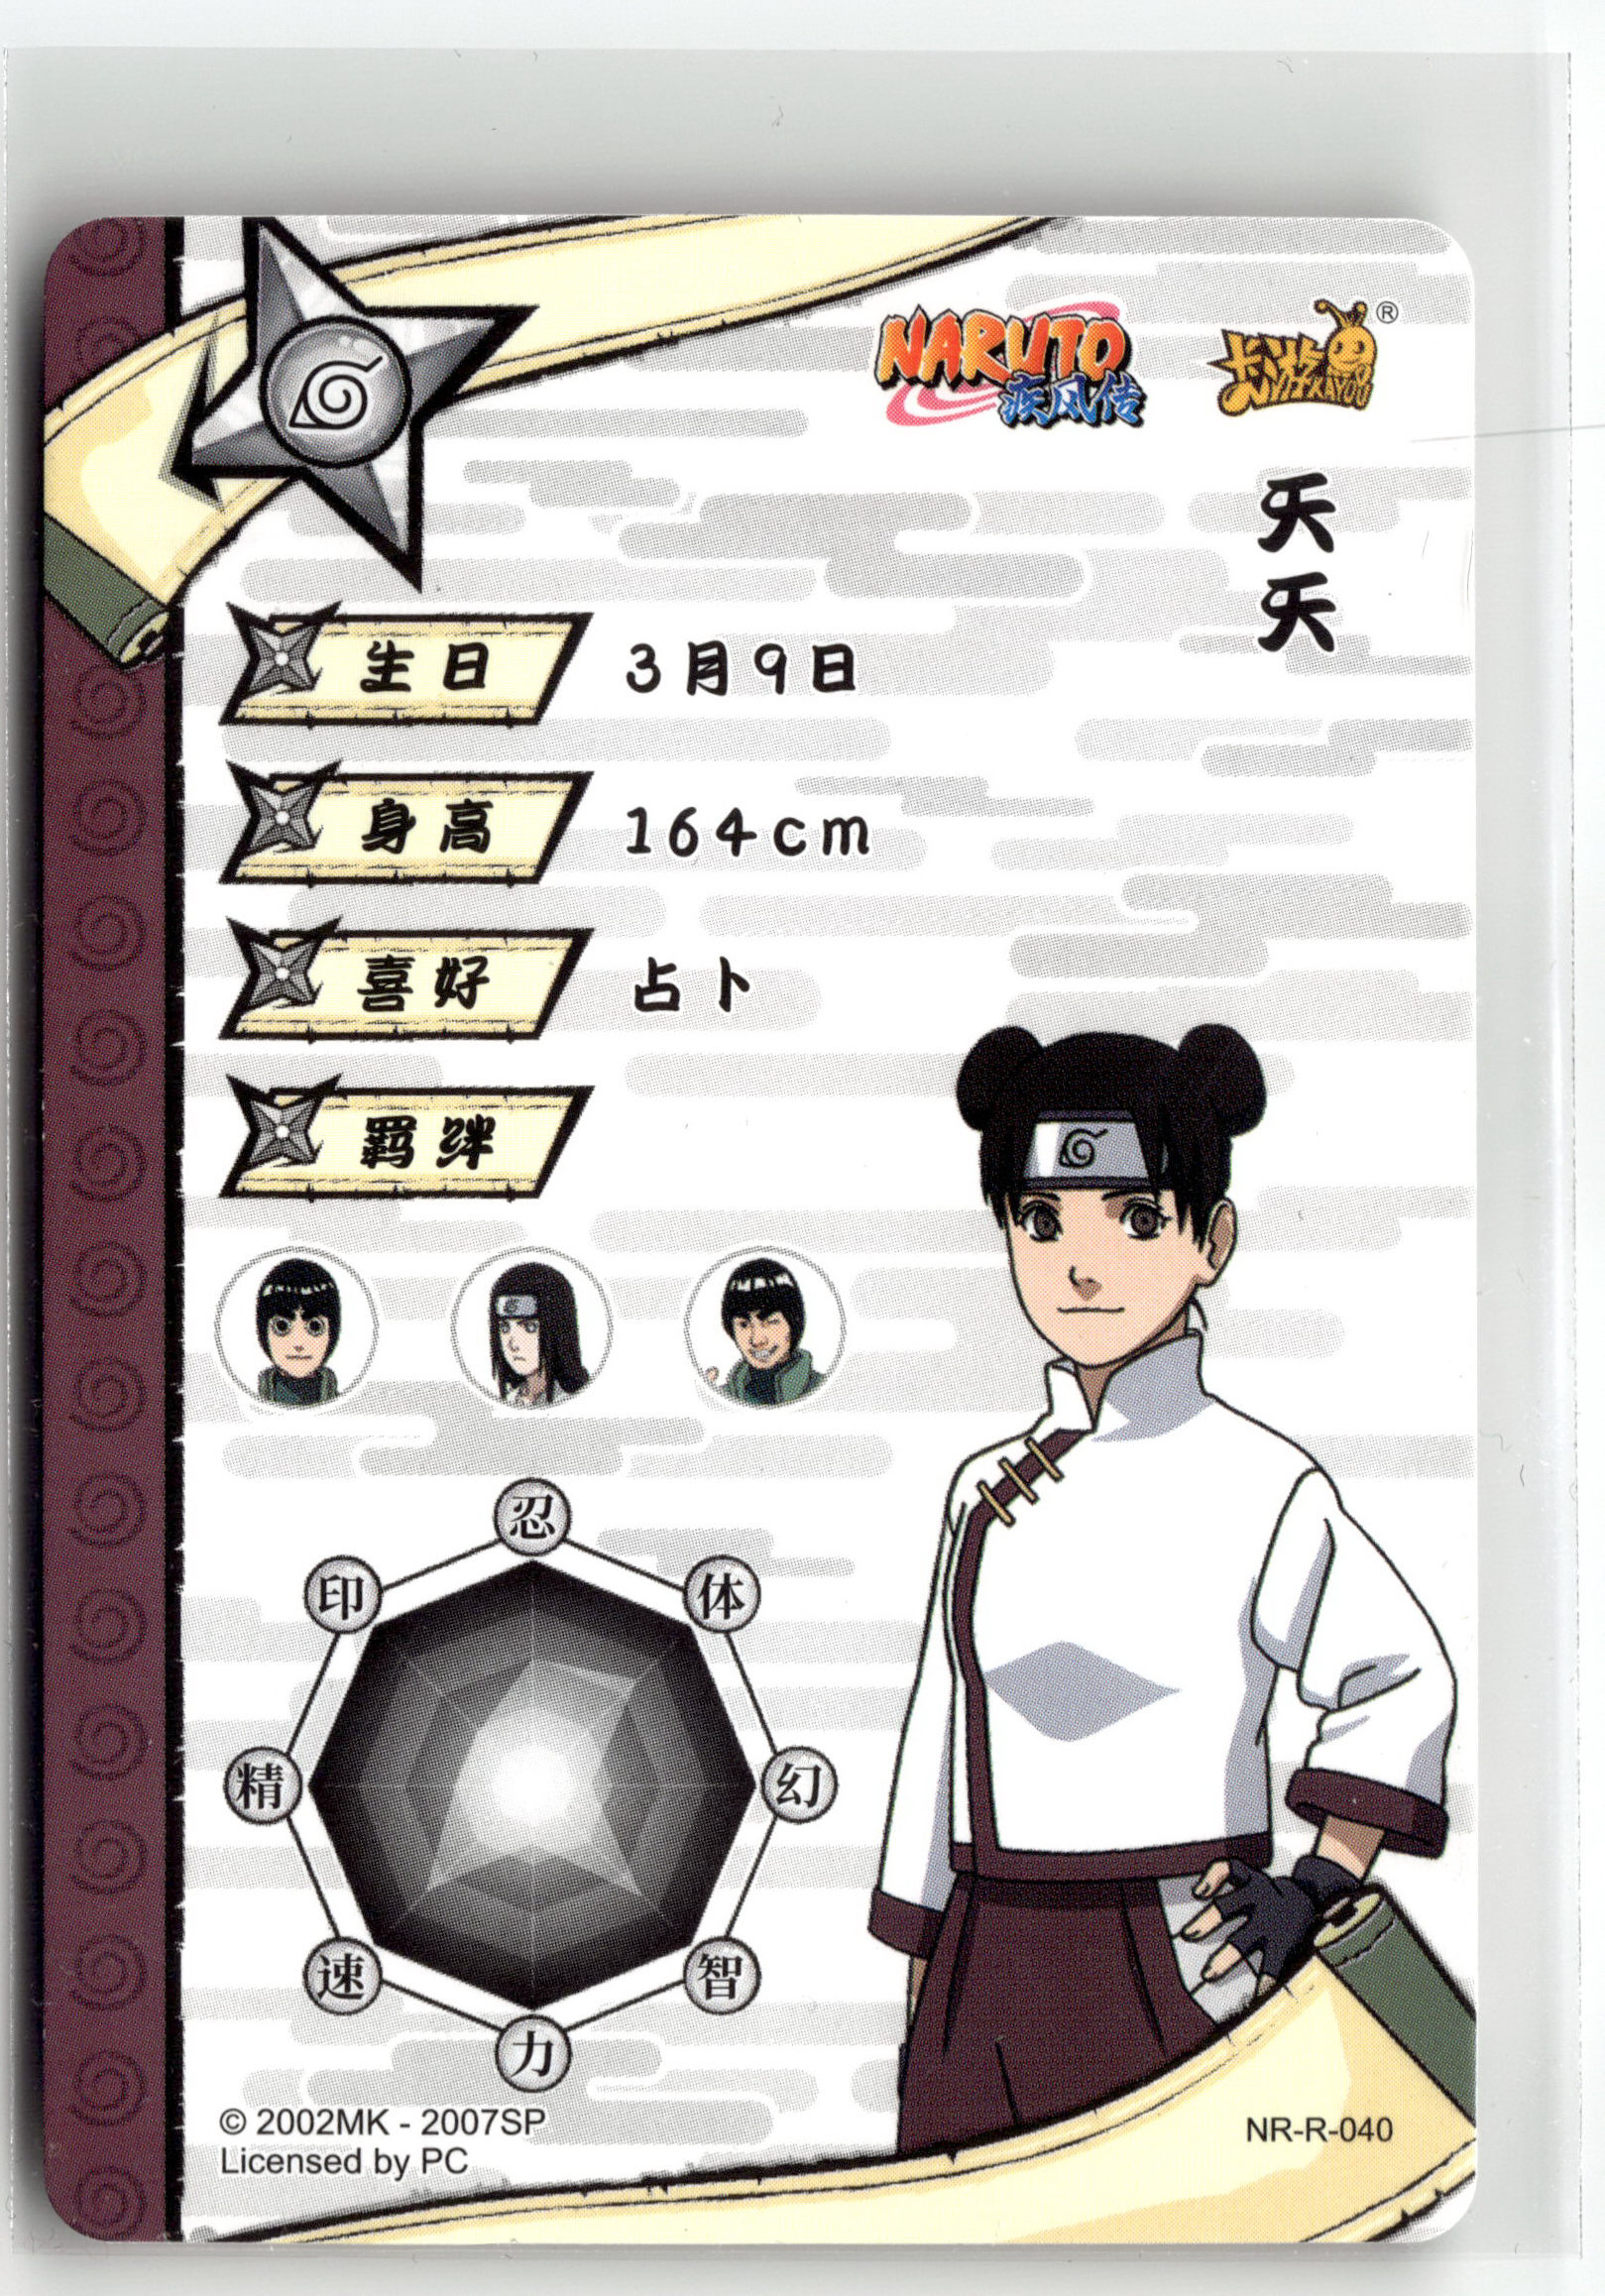 NARUTO
疾风传
卡游 KAYOU ®
天天
生日 3月9日
身高 164cm
喜好 占卜
羁绊
忍
印 体
精 幻
速 智
力
© 2002MK - 2007SP
Licensed by PC
NR-R-040